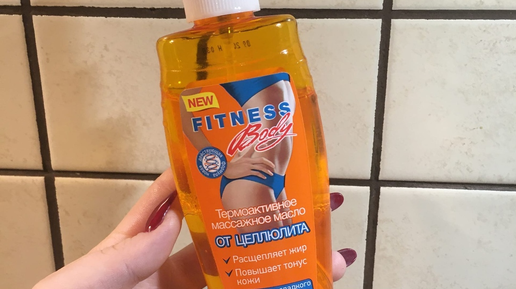 NEW
FITNESS
Body
Термоактивное
массажное масло
ОТ ЦЕЛЛЮЛИТА
Расщепляет жир
Повышает тонус
кожи